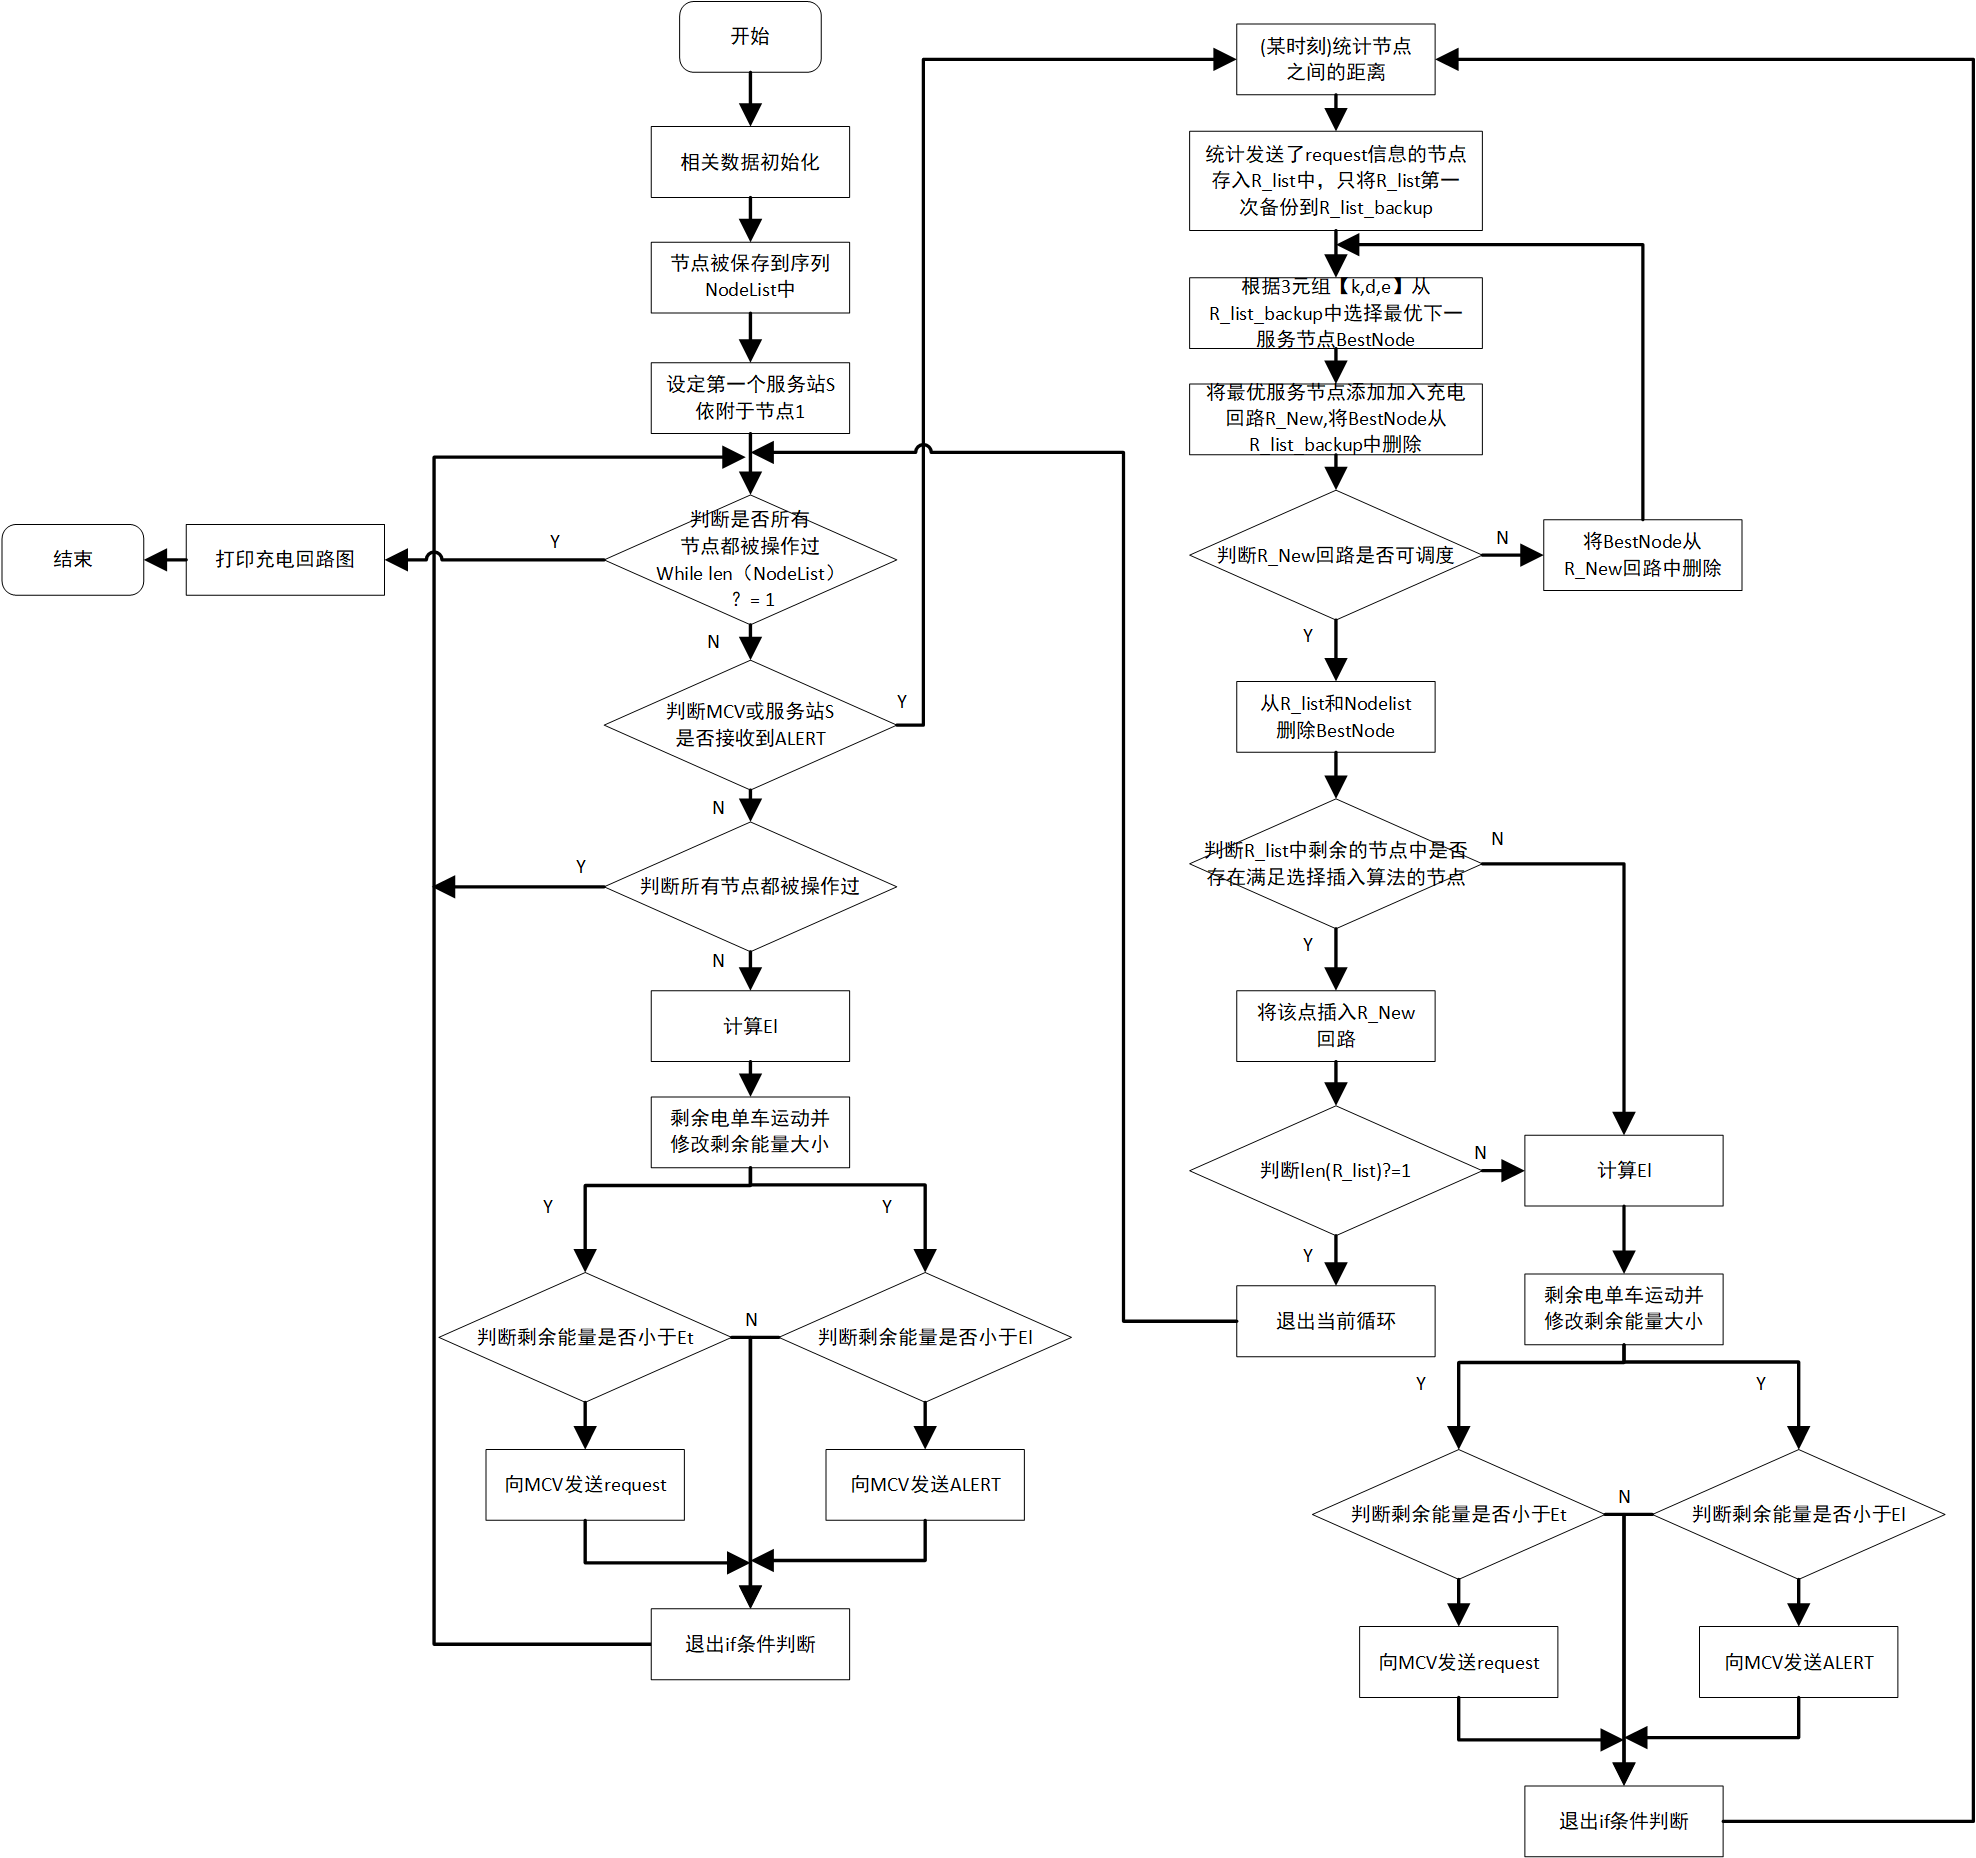 开始
相关数据初始化
节点被保存到序列
NodeList中
设定第一个服务站S
依附于节点1
判断是否所有
节点都被操作过
While len（NodeList）
？= 1
Y
打印充电回路图
结束
N
判断MCV或服务站S
是否接收到ALERT
Y
N
判断所有节点都被操作过
Y
N
计算El
剩余电单车运动并
修改剩余能量大小
Y
Y
判断剩余能量是否小于Et
N
判断剩余能量是否小于El
向MCV发送request
向MCV发送ALERT
退出if条件判断
(某时刻)统计节点
之间的距离
统计发送了request信息的节点
存入R_list中，只将R_list第一
次备份到R_list_backup
根据3元组【k,d,e】从
R_list_backup中选择最优下一
服务节点BestNode
将最优服务节点添加加入充电
回路R_New,将BestNode从
R_list_backup中删除
判断R_New回路是否可调度
N
将BestNode从
R_New回路中删除
Y
从R_list和Nodelist
删除BestNode
判断R_list中剩余的节点中是否
存在满足选择插入算法的节点
N
Y
将该点插入R_New
回路
判断len(R_list)?=1
N
计算El
Y
退出当前循环
剩余电单车运动并
修改剩余能量大小
Y
Y
判断剩余能量是否小于Et
N
判断剩余能量是否小于El
向MCV发送request
向MCV发送ALERT
退出if条件判断